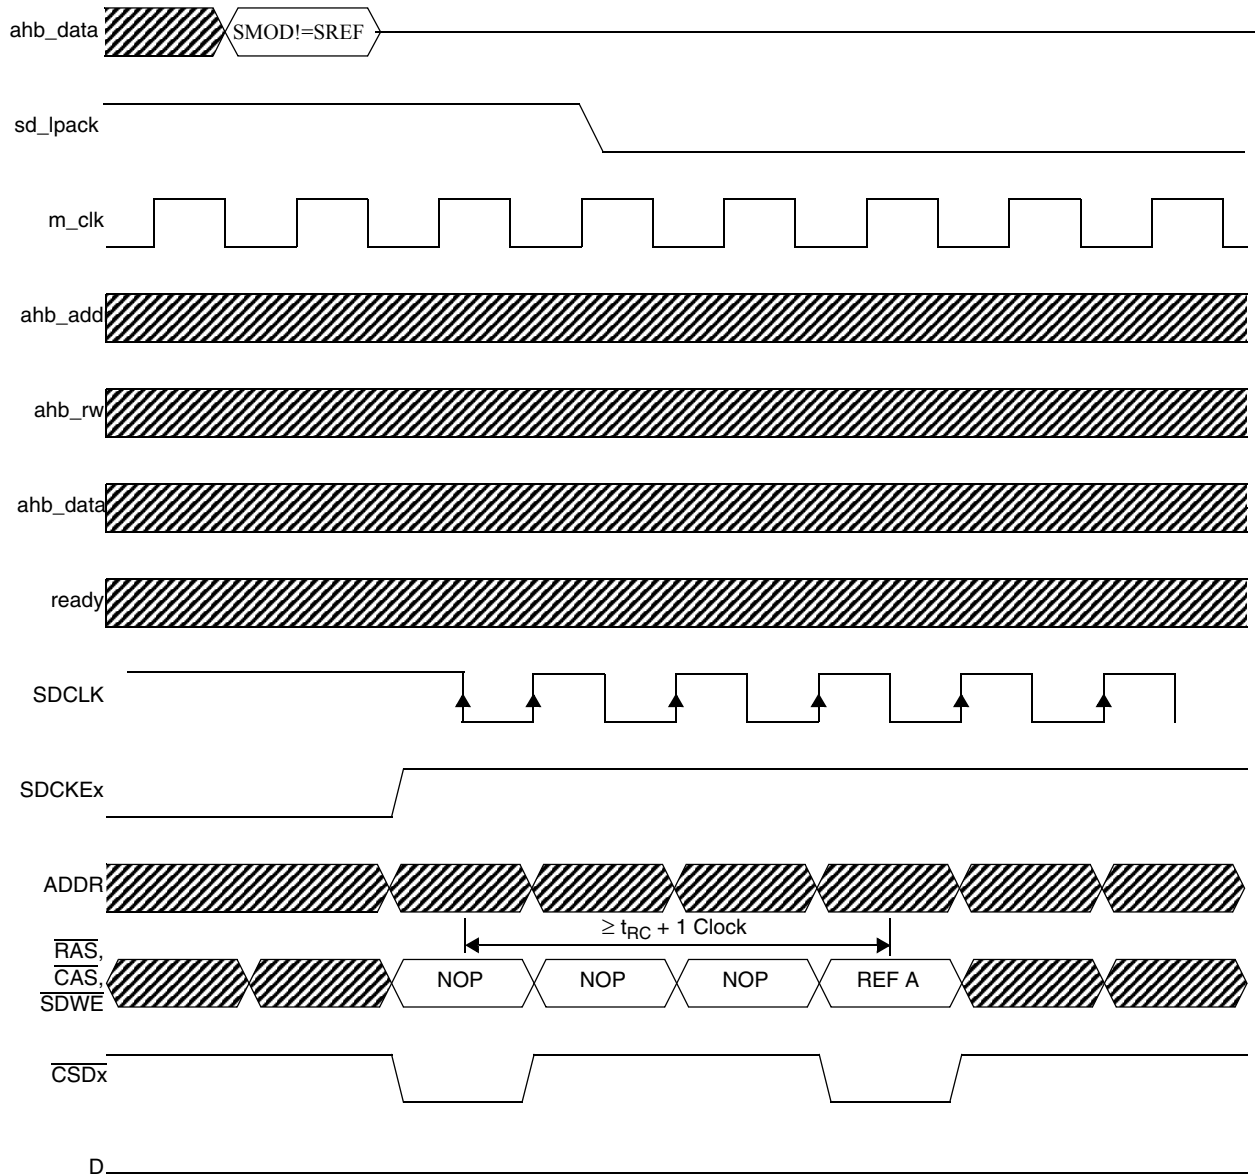 ahb_data SMOD!=SREF
sd_lpack
m_clk
ahb_add
ahb_rw
ahb_data
ready
SDCLK
SDCKEx
ADDR
≥ tRC + 1 Clock
RAS,
CAS,
SDWE
NOP NOP NOP REF A
CSDx
D